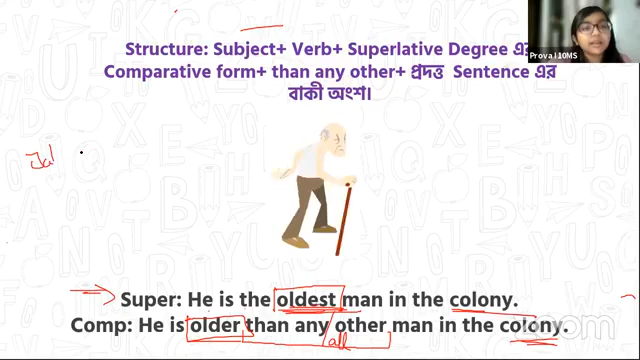 Structure: Subject+ Verb+ Superlative Degree এর
Comparative form+ than any other+ প্রদত্ত Sentence এর
বাকী অংশ।
Prova I 10MS
Super: He is the oldest man in the colony.
Comp: He is older than any other man in the colony.
all
zoom